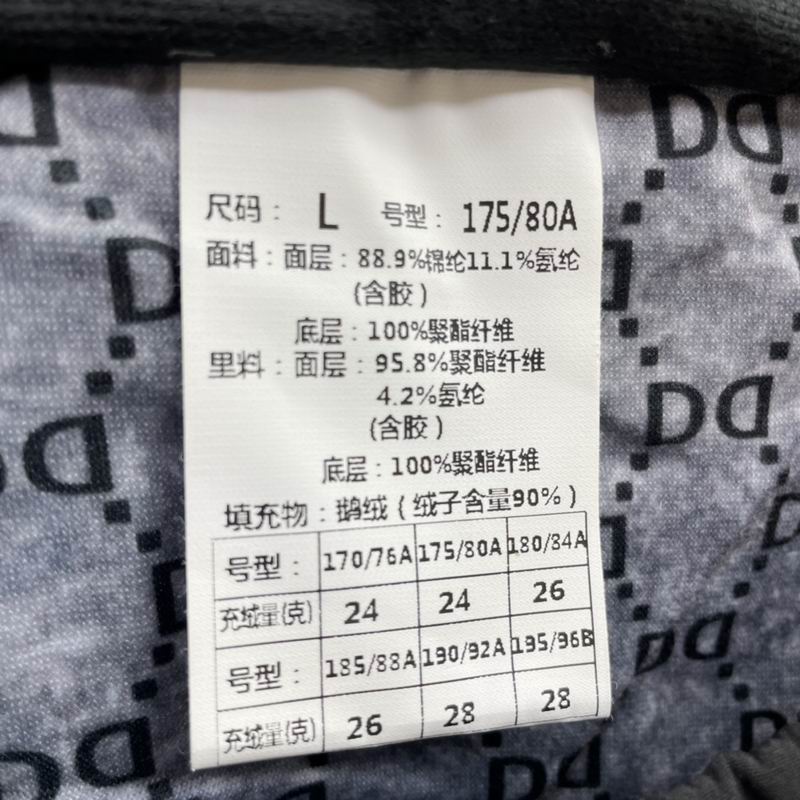 尺码： L 号型：175/80A
面料：面层：88.9%锦纶11.1%氨纶
(含胶)
底层：100%聚酯纤维
里料：面层：95.8%聚酯纤维
4.2%氨纶
(含胶)
底层：100%聚酯纤维
填充物：鹅绒(绒子含量90%)
号型： 170/76A 175/80A 180/84A
充绒量(克) 24 24 26
号型： 185/88A 190/92A 195/96B
充绒量(克) 26 28 28